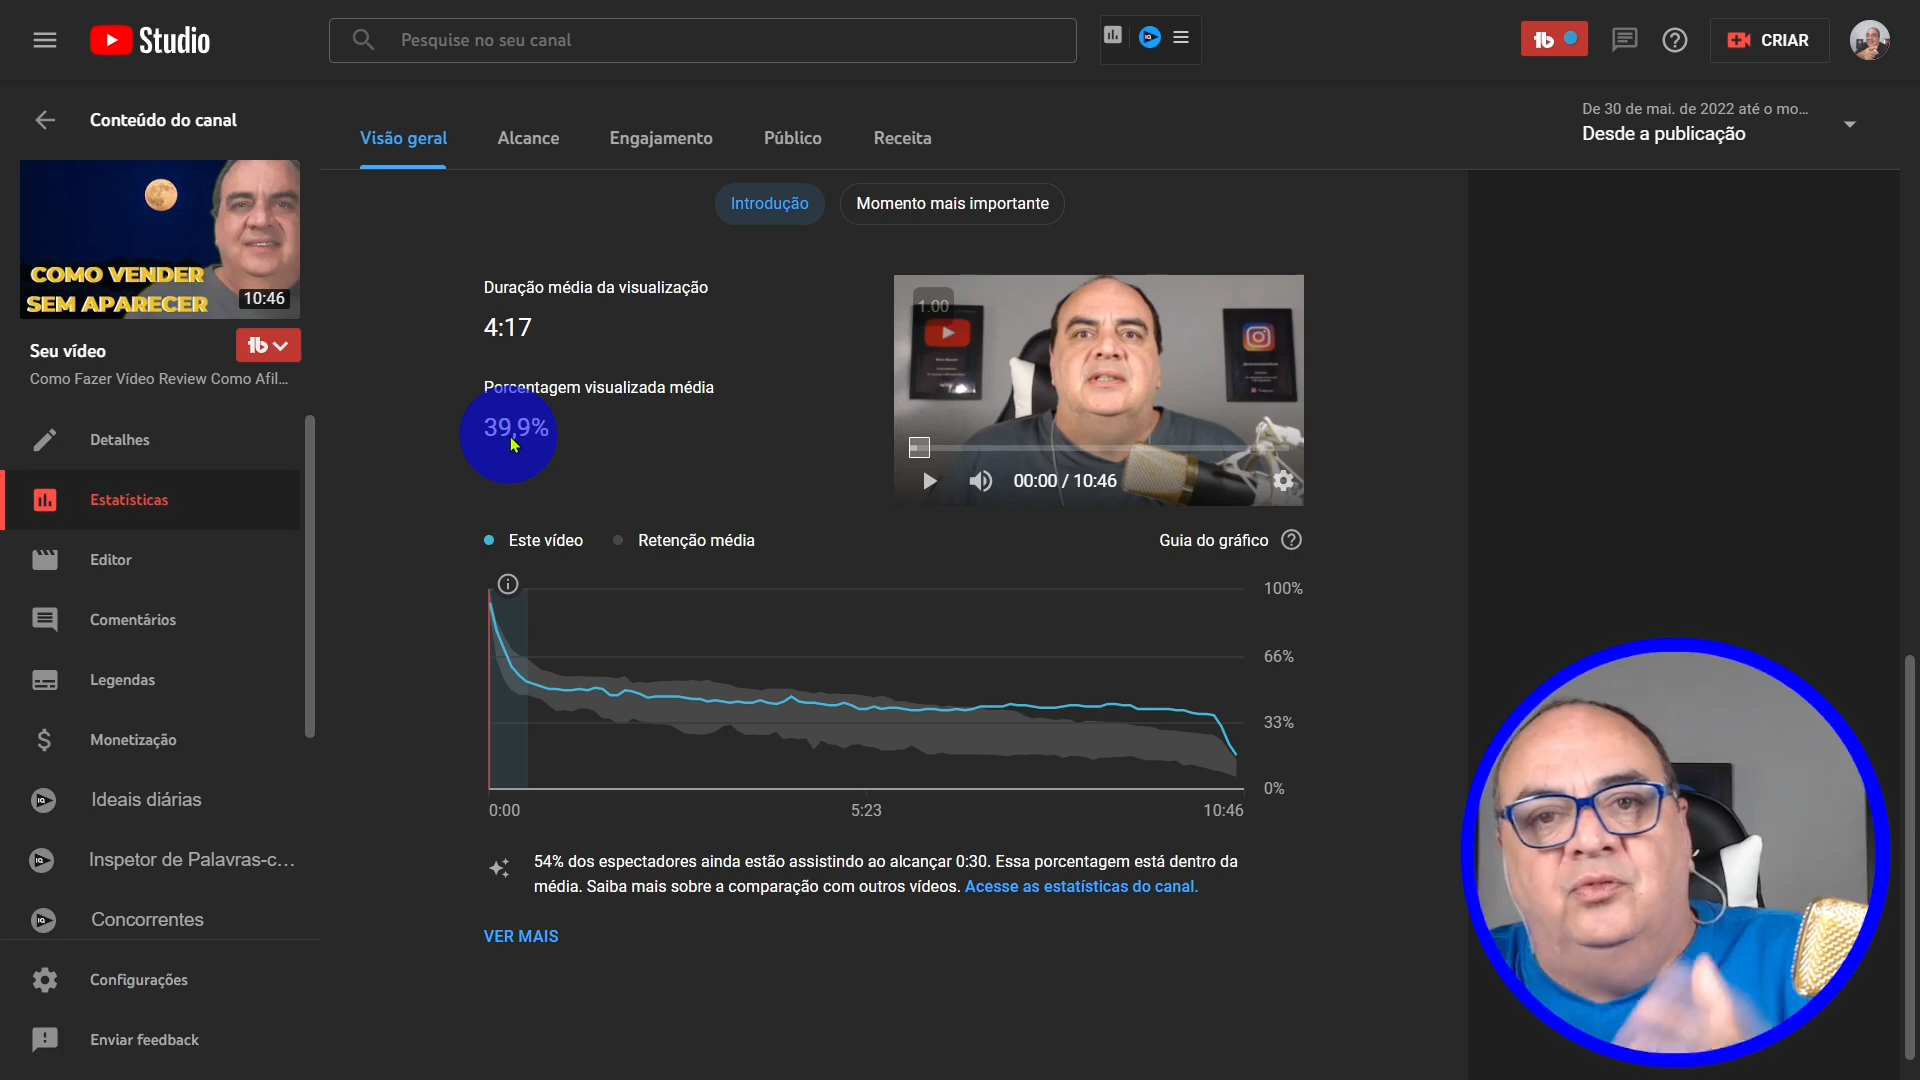 Studio
Pesquise no seu canal
CRIAR
Conteúdo do canal
COMO VENDER
SEM APARECER
10:46
Seu vídeo
Como Fazer Vídeo Review Como Afil...
Detalhes
Estatísticas
Editor
Comentários
Legendas
Monetização
Ideais diárias
Inspetor de Palavras-c...
Concorrentes
Configurações
Enviar feedback
Visão geral
Alcance
Engajamento
Público
Receita
De 30 de mai. de 2022 até o mo...
Desde a publicação
Introdução
Momento mais importante
Duração média da visualização
4:17
Porcentagem visualizada média
39,9%
1.00
00:00 / 10:46
Este vídeo
Retenção média
Guia do gráfico
100%
66%
33%
0%
0:00
5:23
10:46
54% dos espectadores ainda estão assistindo ao alcançar 0:30. Essa porcentagem está dentro da
média. Saiba mais sobre a comparação com outros vídeos. Acesse as estatísticas do canal.
VER MAIS